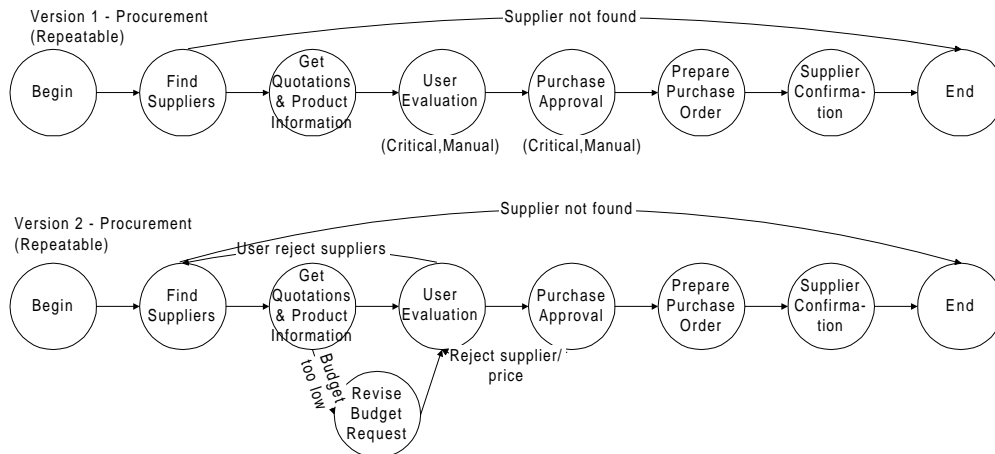 Version 1 - Procurement
(Repeatable)
Supplier not found
Begin
Find
Suppliers
Get
Quotations
& Product
Information
User
Evaluation
(Critical,Manual)
Purchase
Approval
(Critical,Manual)
Prepare
Purchase
Order
Supplier
Confirma-
tion
End
Version 2 - Procurement
(Repeatable)
Supplier not found
User reject suppliers
Begin
Find
Suppliers
Get
Quotations
& Product
Information
User
Evaluation
Purchase
Approval
Prepare
Purchase
Order
Supplier
Confirma-
tion
End
Budget
too low
Reject supplier/
price
Revise
Budget
Request